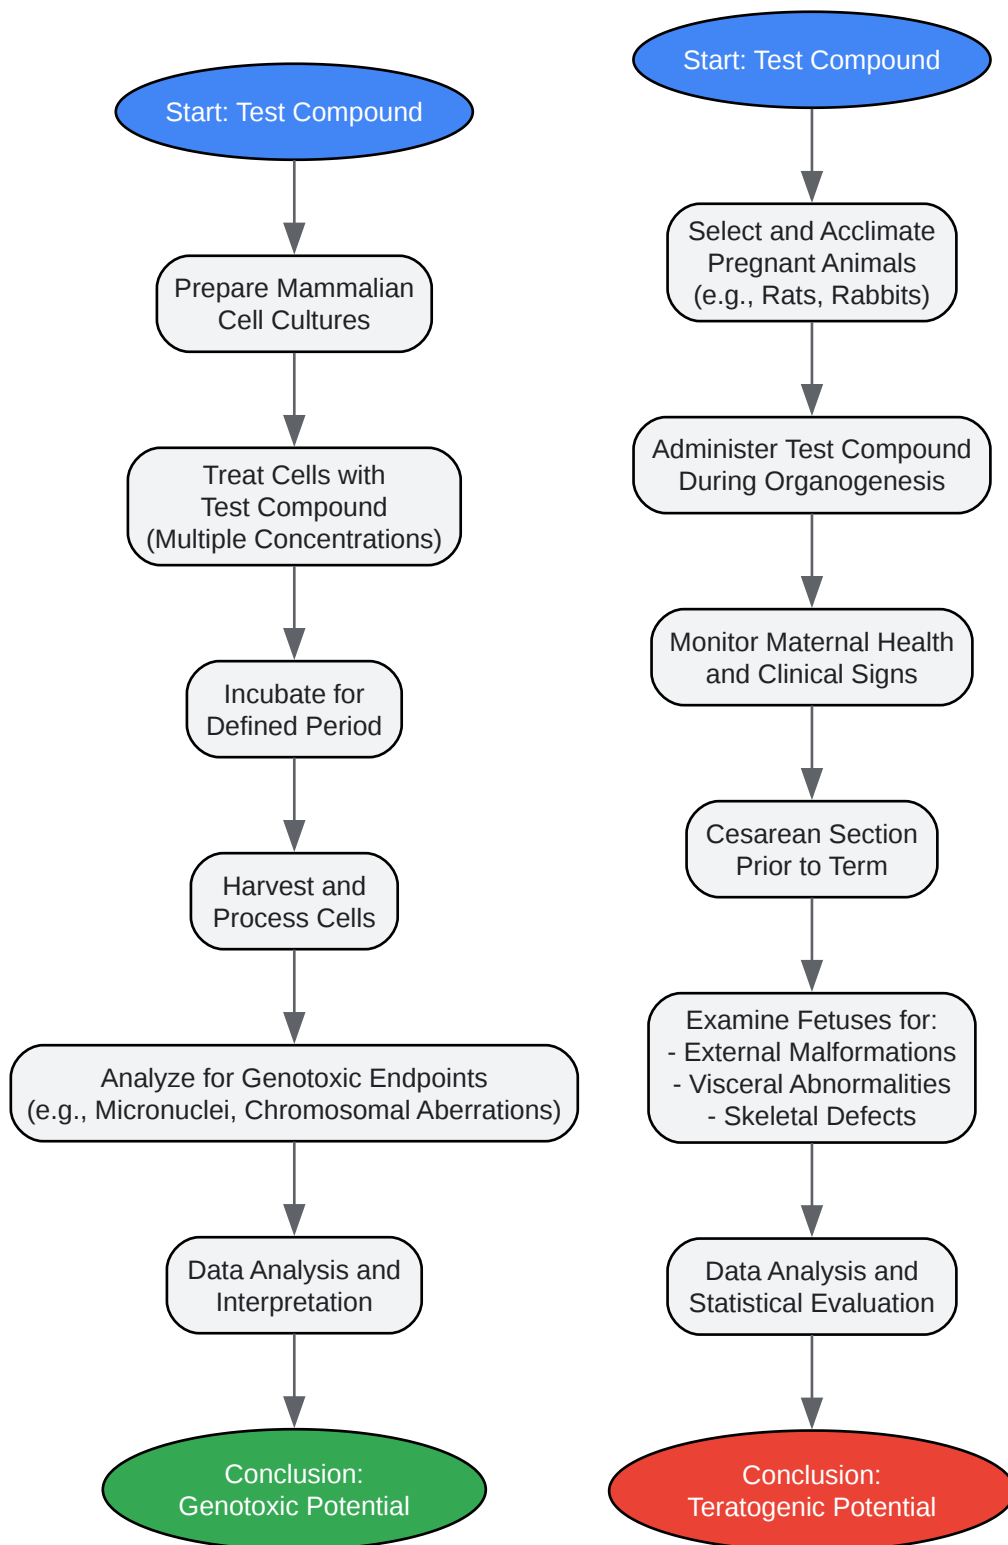 Start: Test Compound
Prepare Mammalian
Cell Cultures
Treat Cells with
Test Compound
(Multiple Concentrations)
Incubate for
Defined Period
Harvest and
Process Cells
Analyze for Genotoxic Endpoints
(e.g., Micronuclei, Chromosomal Aberrations)
Data Analysis and
Interpretation
Conclusion:
Genotoxic Potential
Start: Test Compound
Select and Acclimate
Pregnant Animals
(e.g., Rats, Rabbits)
Administer Test Compound
During Organogenesis
Monitor Maternal Health
and Clinical Signs
Cesarean Section
Prior to Term
Examine Fetuses for:
- External Malformations
- Visceral Abnormalities
- Skeletal Defects
Data Analysis and
Statistical Evaluation
Conclusion:
Teratogenic Potential